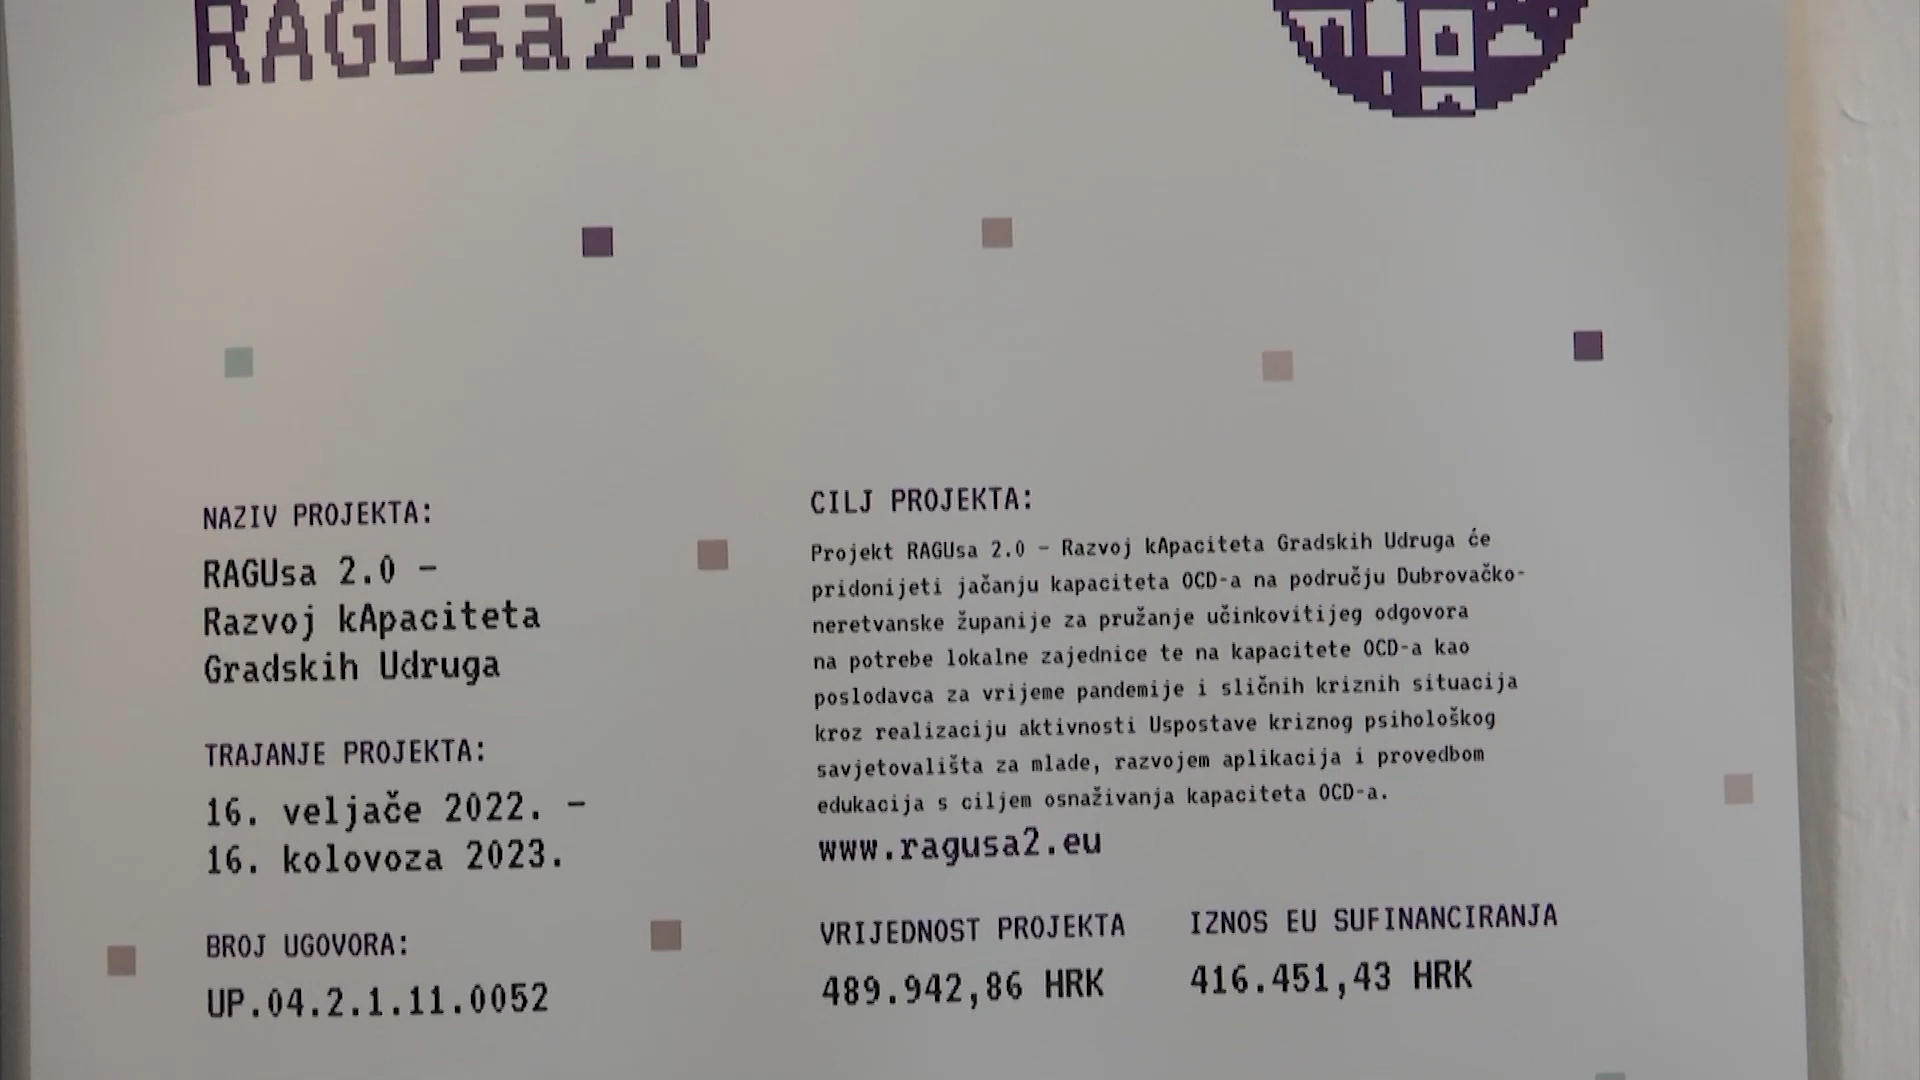 RAGUsa2.0
NAZIV PROJEKTA:
RAGUsa 2.0 –
Razvoj kApaciteta
Gradskih Udruga
TRAJANJE PROJEKTA:
16. veljače 2022. –
16. kolovoza 2023.
BROJ UGOVORA:
UP.04.2.1.11.0052
CILJ PROJEKTA:
Projekt RAGUsa 2.0 – Razvoj kApaciteta Gradskih Udruga će
pridonijeti jačanju kapaciteta OCD-a na području Dubrovačko-
neretvanske županije za pružanje učinkovitijeg odgovora
na potrebe lokalne zajednice te na kapacitete OCD-a kao
poslodavca za vrijeme pandemije i sličnih kriznih situacija
kroz realizaciju aktivnosti Uspostave kriznog psihološkog
savjetovališta za mlade, razvojem aplikacija i provedbom
edukacija s ciljem osnaživanja kapaciteta OCD-a.
www.ragusa2.eu
VRIJEDNOST PROJEKTA
489.942,86 HRK
IZNOS EU SUFINANCIRANJA
416.451,43 HRK